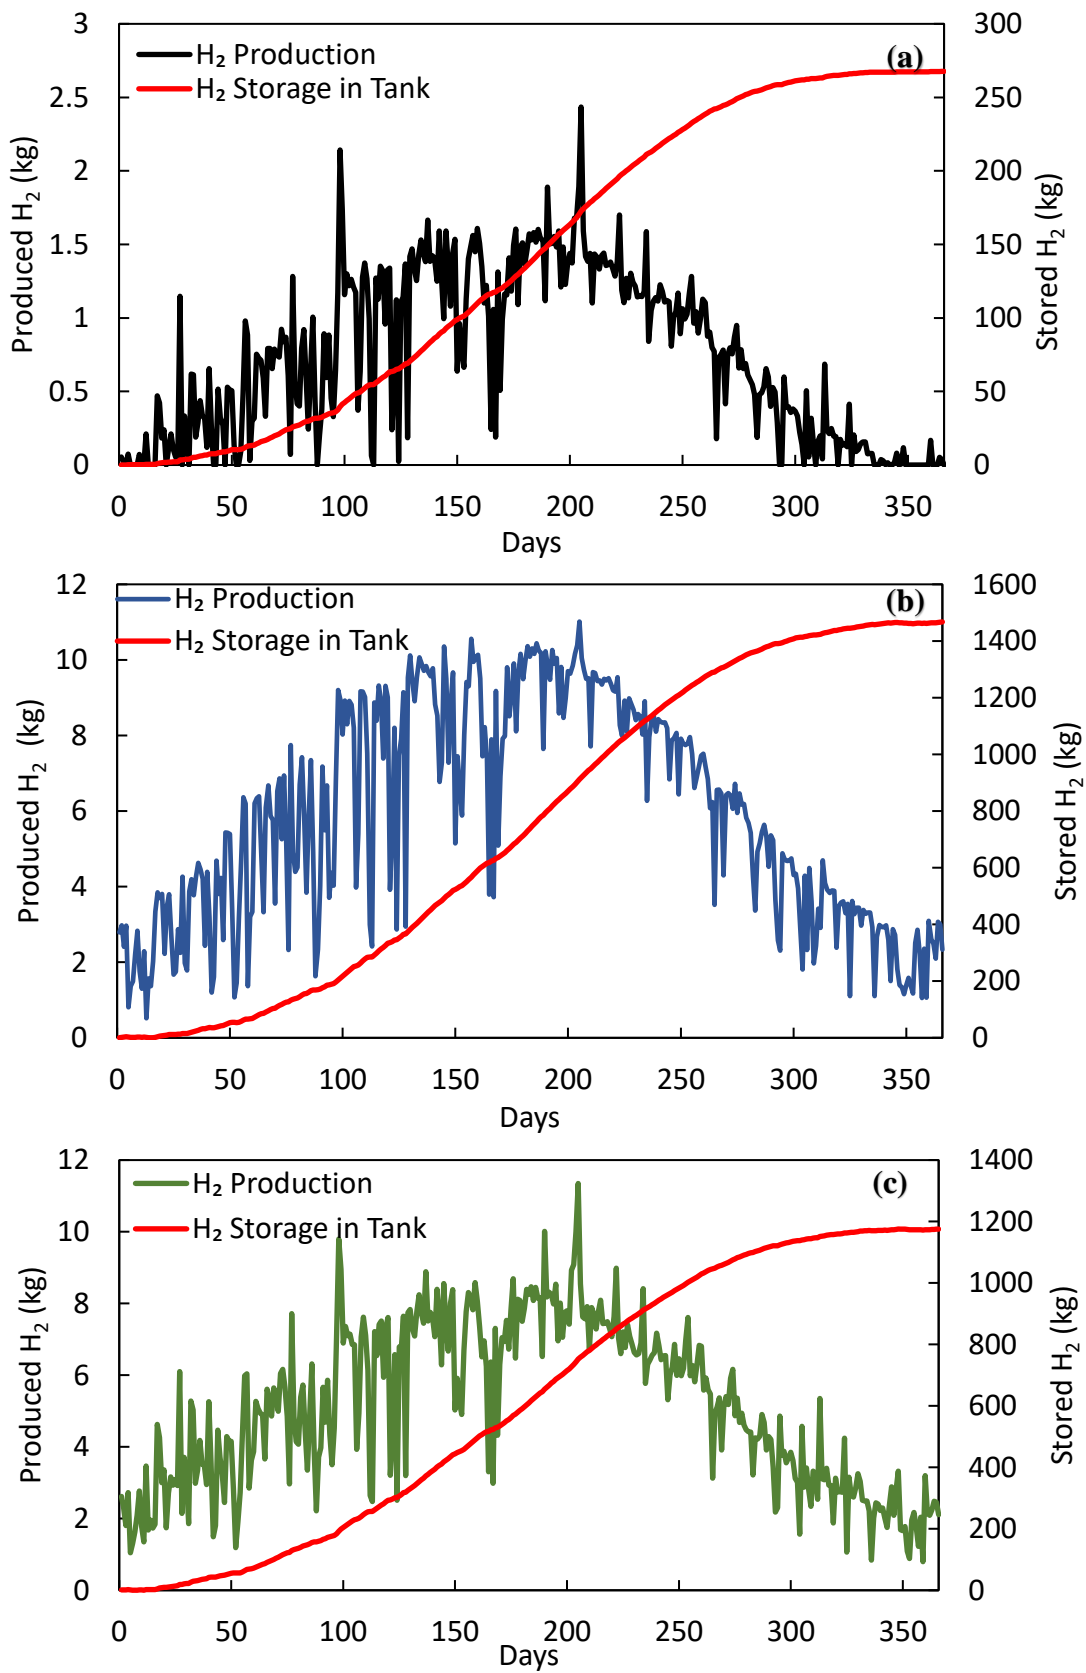 3
2.5
2
1.5
1
0.5
0
300
250
200
150
100
50
0
H₂ Production
H₂ Storage in Tank
(a)
Produced H₂ (kg)
Stored H₂ (kg)
0 50 100 150 200 250 300 350
Days
12
10
8
6
4
2
0
1600
1400
1200
1000
800
600
400
200
0
H₂ Production
H₂ Storage in Tank
(b)
Produced H₂ (kg)
Stored H₂ (kg)
0 50 100 150 200 250 300 350
Days
12
10
8
6
4
2
0
1400
1200
1000
800
600
400
200
0
H₂ Production
H₂ Storage in Tank
(c)
Produced H₂ (kg)
Stored H₂ (kg)
0 50 100 150 200 250 300 350
Days